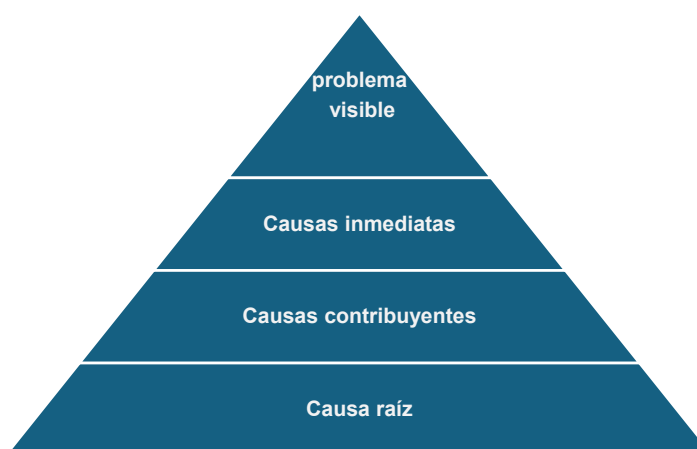 problema
visible
Causas inmediatas
Causas contribuyentes
Causa raíz